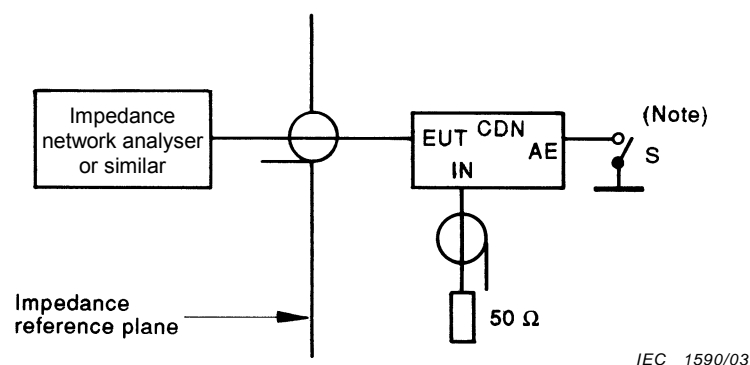 Impedance
network analyser
or similar
EUT CDN AE
IN
(Note)
S
50 Ω
Impedance
reference plane
IEC 1590/03